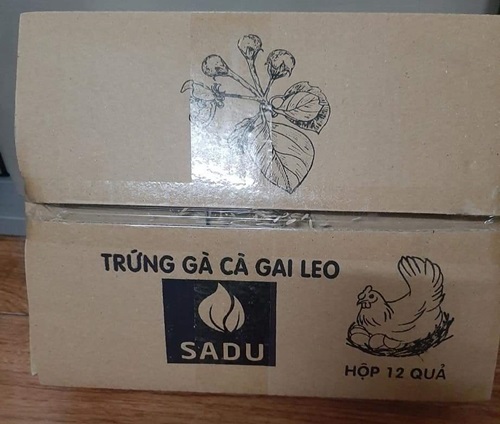 TRỨNG GÀ CÀ GAI LEO
SADU
HỘP 12 QUẢ